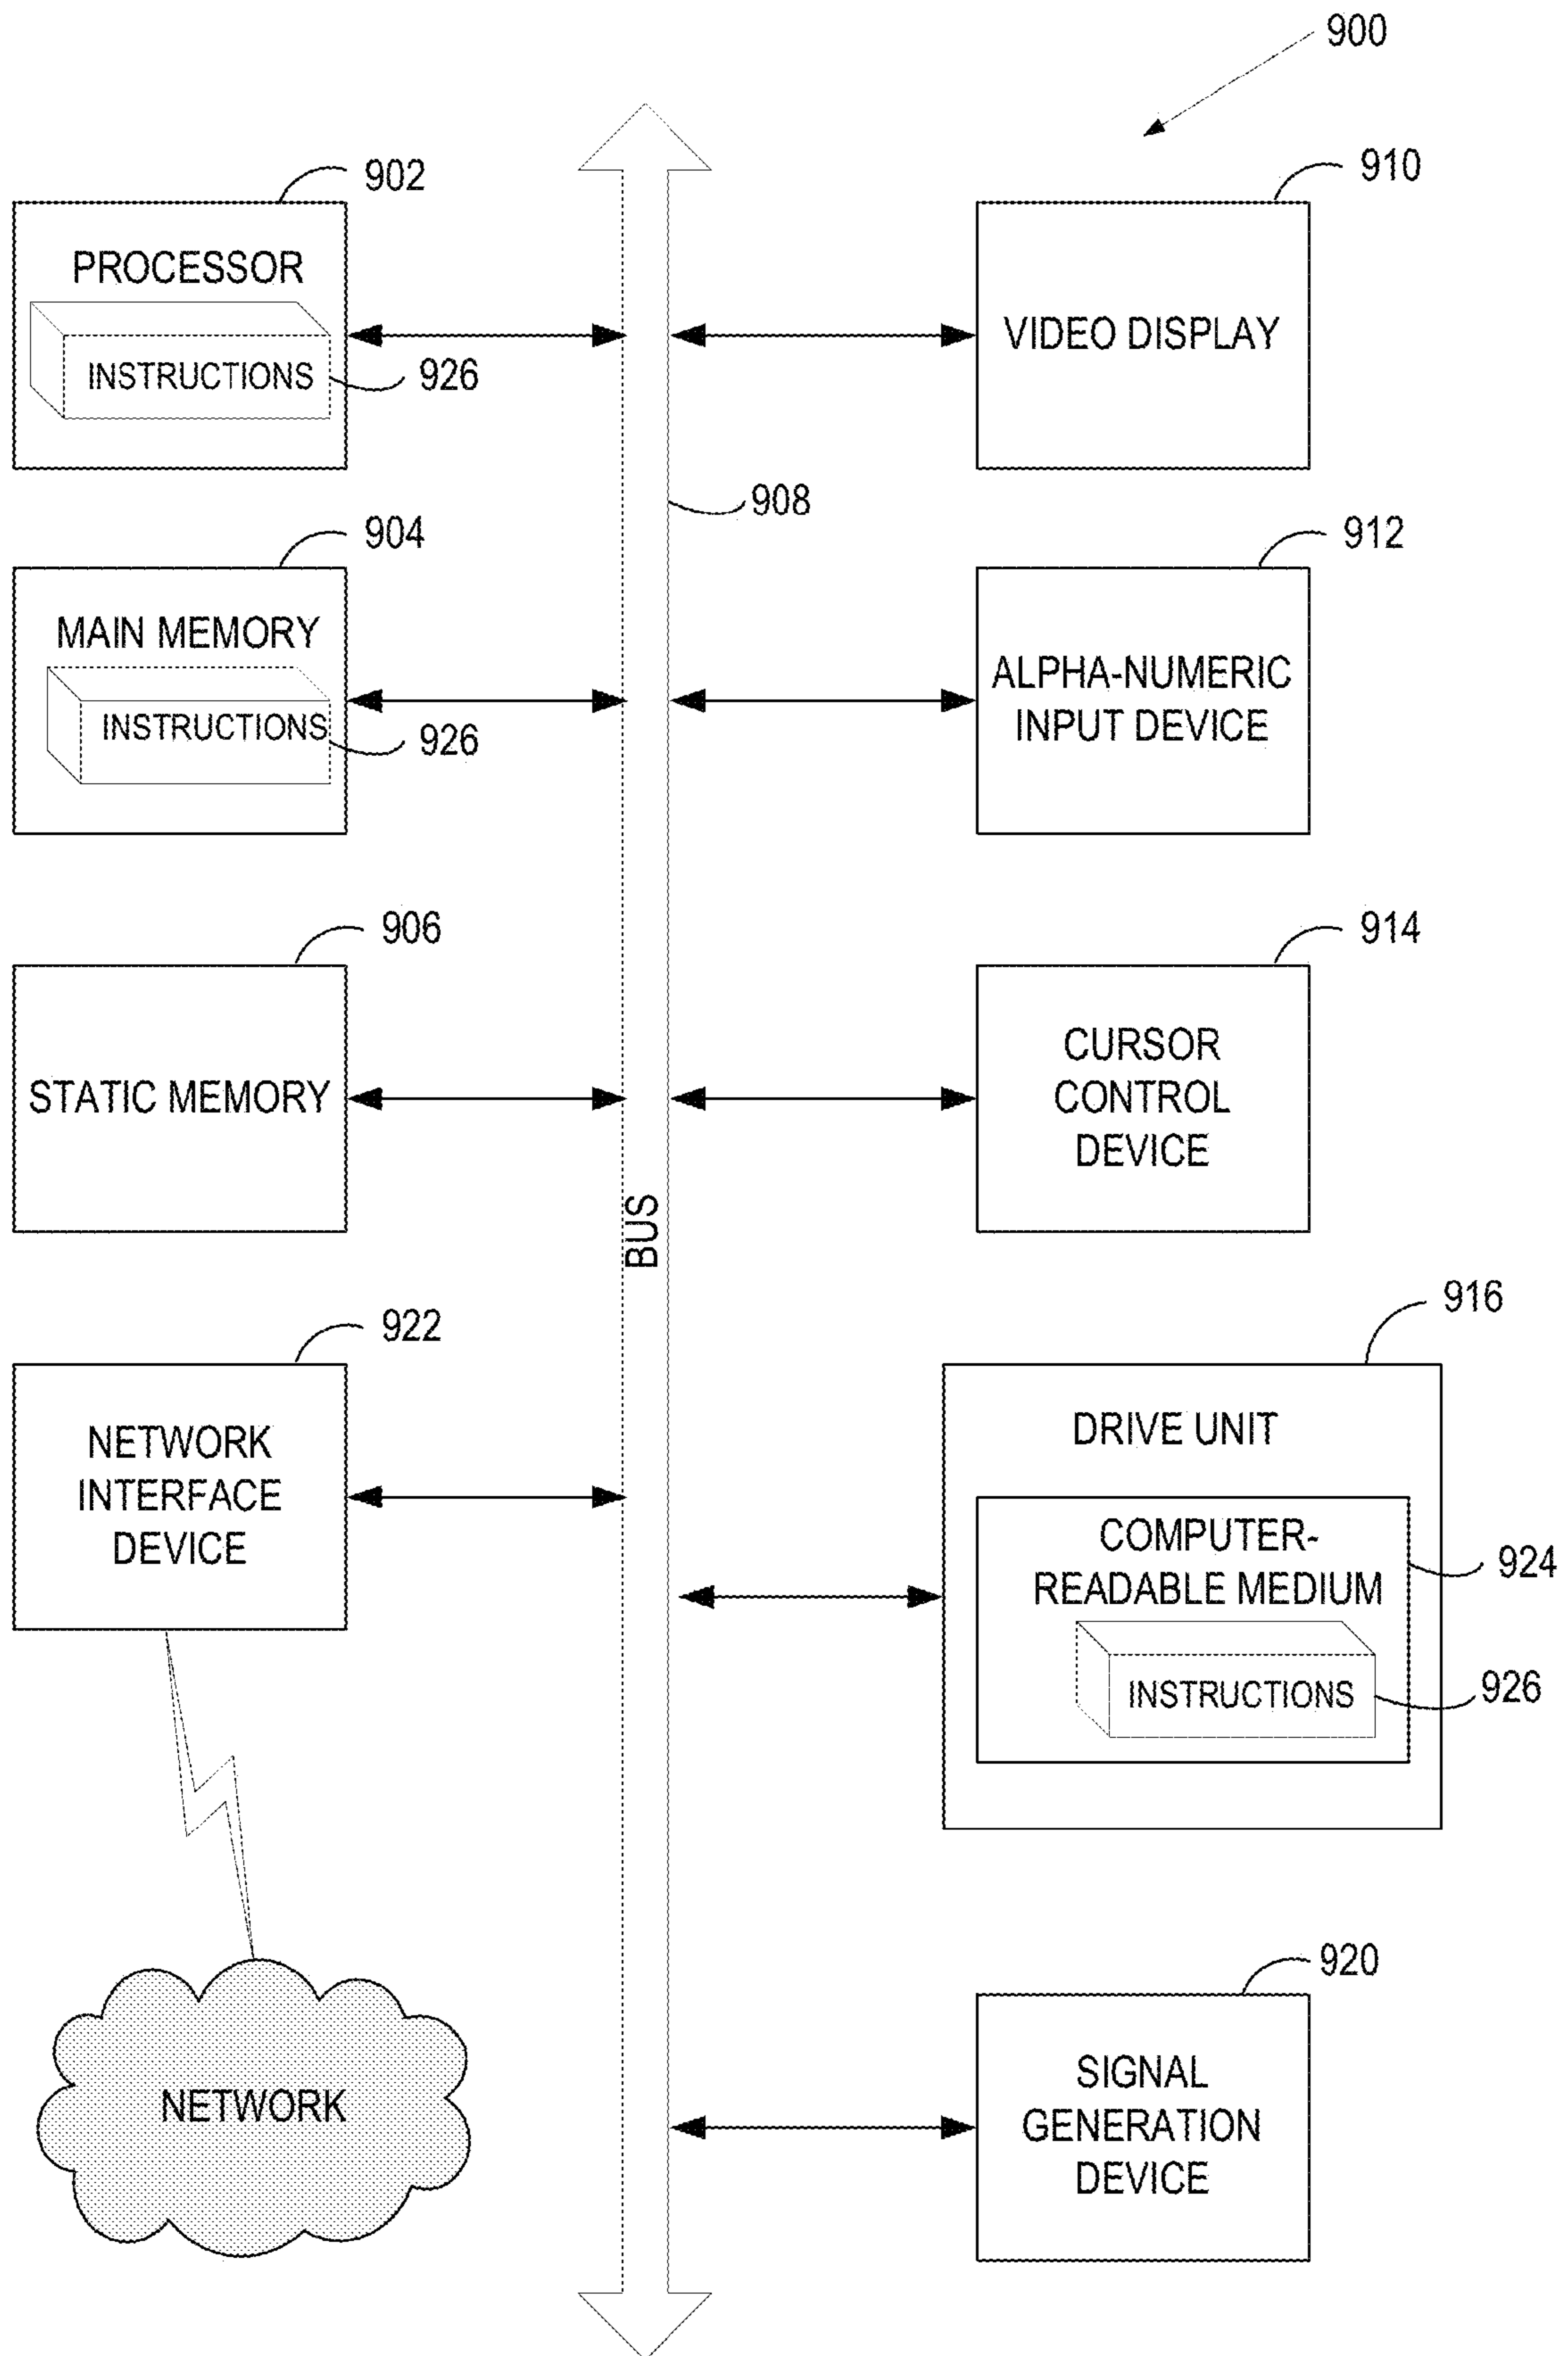 900
902
PROCESSOR
INSTRUCTIONS
926
910
VIDEO DISPLAY
908
904
MAIN MEMORY
INSTRUCTIONS
926
912
ALPHA-NUMERIC
INPUT DEVICE
906
STATIC MEMORY
914
CURSOR
CONTROL
DEVICE
BUS
922
NETWORK
INTERFACE
DEVICE
916
DRIVE UNIT
COMPUTER-
READABLE MEDIUM
924
INSTRUCTIONS
926
NETWORK
920
SIGNAL
GENERATION
DEVICE